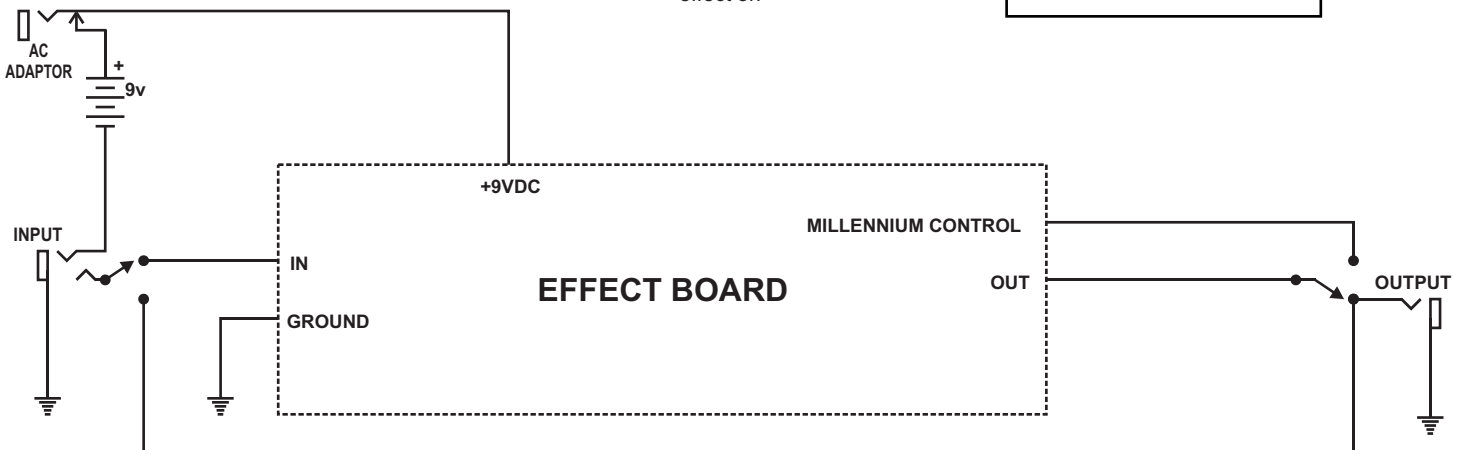 AC
ADAPTOR
+
9v
+9VDC
INPUT
MILLENNIUM CONTROL
IN
EFFECT BOARD
OUT
OUTPUT
GROUND